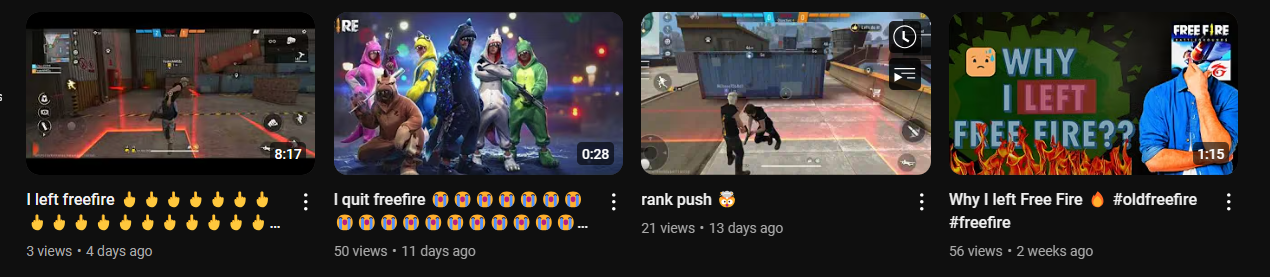 RE
8:17
0:28
FREE FIRE
WHY
I LEFT
FREE FIRE??
1:15
I left freefire 👆👆👆👆👆👆👆
👆👆👆👆👆👆👆👆👆👆👆👆...
3 views • 4 days ago
I quit freefire 😭😭😭😭😭😭😭
😭😭😭😭😭😭😭😭😭😭😭...
50 views • 11 days ago
rank push 🤯
21 views • 13 days ago
Why I left Free Fire 🔥 #oldfreefire
#freefire
56 views • 2 weeks ago